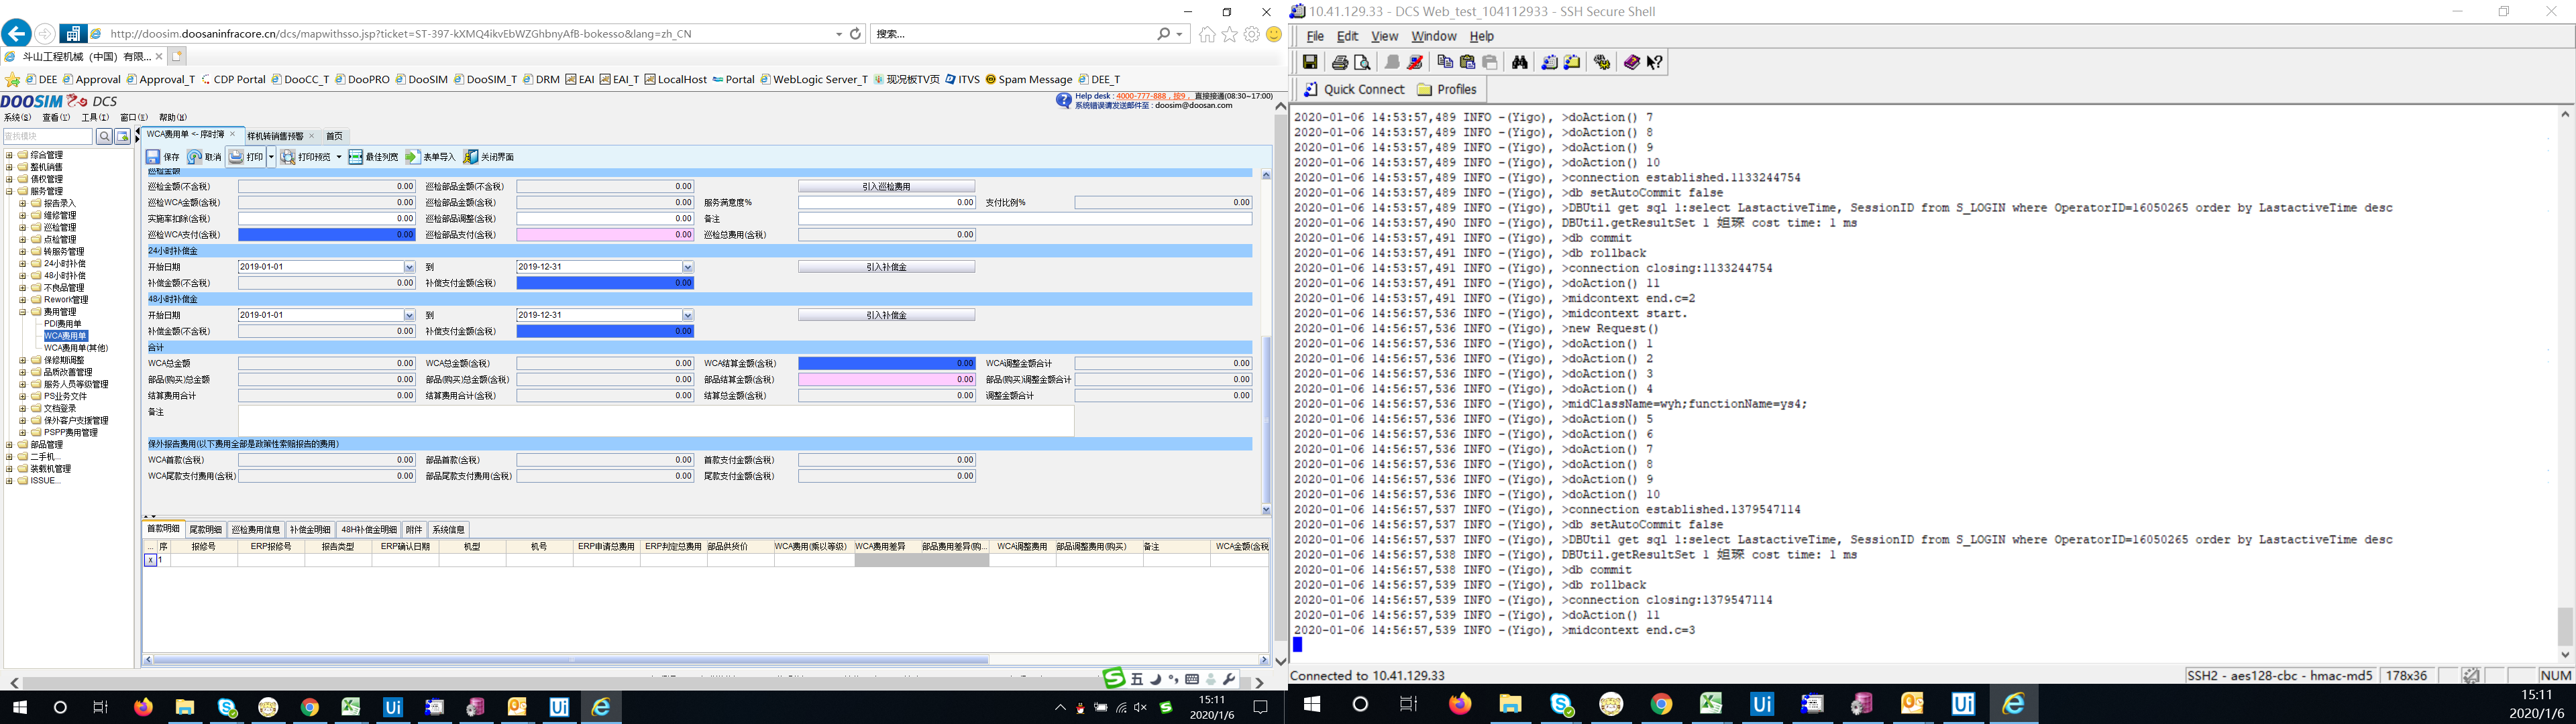 http://doosim.doosaninfracore.cn/dcs/mapwithsso.jsp?ticket=ST-397-kXMQ4ikvEbWZGhbnyAfB-bokesso&lang=zh_CN
搜索...
斗山工程机械（中国）有限...
DEE Approval Approval_T CDP Portal DooCC_T DooPRO DooSIM DooSIM_T DRM EAI EAI_T LocalHost Portal WebLogic Server_T 现况板TV页 ITVS Spam Message DEE_T
DOOSIM DCS
Help desk : 4000-777-888，按9， 直接接通(08:30~17:00)
系统错误请发送邮件至 : doosim@doosan.com
系统(S) 查看(V) 工具(I) 窗口(E) 帮助(H)
查找模块
WCA费用单 <- 序时簿 样机转销售预警 首页
保存 取消 打印 打印预览 最佳列宽 表单导入 关闭界面
综合管理
整机销售
债权管理
服务管理
报告录入
维修管理
巡检管理
点检管理
转服务管理
24小时补偿
48小时补偿
不良品管理
Rework管理
费用管理
PDI费用单
WCA费用单
WCA费用单(其他)
保修期调整
品质改善管理
服务人员等级管理
PS业务文件
文档登录
保外客户支援管理
PSPP费用管理
部品管理
二手机...
装载机管理
ISSUE...
巡检金额
巡检金额(不含税) 0.00 巡检部品金额(不含税) 0.00 引入巡检费用
巡检WCA金额(含税) 0.00 巡检部品金额(含税) 0.00 服务满意度% 0.00 支付比例% 0.00
实施率扣除(含税) 0.00 巡检部品调整(含税) 0.00 备注
巡检WCA支付(含税) 0.00 巡检部品支付(含税) 0.00 巡检总费用(含税) 0.00
24小时补偿金
开始日期 2019-01-01 到 2019-12-31 引入补偿金
补偿金额(不含税) 0.00 补偿支付金额(含税) 0.00
48小时补偿金
开始日期 2019-01-01 到 2019-12-31 引入补偿金
补偿金额(不含税) 0.00 补偿支付金额(含税) 0.00
合计
WCA总金额 0.00 WCA总金额(含税) 0.00 WCA结算金额(含税) 0.00 WCA调整金额合计 0.00
部品(购买)总金额 0.00 部品(购买)总金额(含税) 0.00 部品结算金额(含税) 0.00 部品(购买)调整金额合计 0.00
结算费用合计 0.00 结算费用合计(含税) 0.00 结算总金额(含税) 0.00 调整金额合计 0.00
备注
保外报告费用(以下费用全部是政策性索赔报告的费用)
WCA首款(含税) 0.00 部品首款(含税) 0.00 首款支付金额(含税) 0.00
WCA尾款支付费用(含税) 0.00 部品尾款支付费用(含税) 0.00 尾款支付金额(含税) 0.00
首款明细 尾款明细 巡检费用信息 补偿金明细 48H补偿金明细 附件 系统信息
... 序 报修号 ERP报修号 报告类型 ERP确认日期 机型 机号 ERP申请总费用 ERP判定总费用 部品供货价 WCA费用(乘以等级) WCA费用差异 部品费用差异(购... WCA调整费用 部品调整费用(购买) 备注 WCA金额(含税
x 1
五
15:11
2020/1/6
10.41.129.33 - DCS Web_test_104112933 - SSH Secure Shell
File Edit View Window Help
Quick Connect Profiles
2020-01-06 14:53:57,489 INFO -(Yigo), >doAction() 7
2020-01-06 14:53:57,489 INFO -(Yigo), >doAction() 8
2020-01-06 14:53:57,489 INFO -(Yigo), >doAction() 9
2020-01-06 14:53:57,489 INFO -(Yigo), >doAction() 10
2020-01-06 14:53:57,489 INFO -(Yigo), >connection established.1133244754
2020-01-06 14:53:57,489 INFO -(Yigo), >db setAutoCommit false
2020-01-06 14:53:57,489 INFO -(Yigo), >DBUtil get sql 1:select LastactiveTime, SessionID from S_LOGIN where OperatorID=16050265 order by LastactiveTime desc
2020-01-06 14:53:57,490 INFO -(Yigo), DBUtil.getResultSet 1 妲琛 cost time: 1 ms
2020-01-06 14:53:57,491 INFO -(Yigo), >db commit
2020-01-06 14:53:57,491 INFO -(Yigo), >db rollback
2020-01-06 14:53:57,491 INFO -(Yigo), >connection closing:1133244754
2020-01-06 14:53:57,491 INFO -(Yigo), >doAction() 11
2020-01-06 14:53:57,491 INFO -(Yigo), >midcontext end.c=2
2020-01-06 14:56:57,536 INFO -(Yigo), >midcontext start.
2020-01-06 14:56:57,536 INFO -(Yigo), >new Request()
2020-01-06 14:56:57,536 INFO -(Yigo), >doAction() 1
2020-01-06 14:56:57,536 INFO -(Yigo), >doAction() 2
2020-01-06 14:56:57,536 INFO -(Yigo), >doAction() 3
2020-01-06 14:56:57,536 INFO -(Yigo), >doAction() 4
2020-01-06 14:56:57,536 INFO -(Yigo), >midClassName=wyh;functionName=ys4;
2020-01-06 14:56:57,536 INFO -(Yigo), >doAction() 5
2020-01-06 14:56:57,536 INFO -(Yigo), >doAction() 6
2020-01-06 14:56:57,536 INFO -(Yigo), >doAction() 7
2020-01-06 14:56:57,536 INFO -(Yigo), >doAction() 8
2020-01-06 14:56:57,536 INFO -(Yigo), >doAction() 9
2020-01-06 14:56:57,536 INFO -(Yigo), >doAction() 10
2020-01-06 14:56:57,537 INFO -(Yigo), >connection established.1379547114
2020-01-06 14:56:57,537 INFO -(Yigo), >db setAutoCommit false
2020-01-06 14:56:57,537 INFO -(Yigo), >DBUtil get sql 1:select LastactiveTime, SessionID from S_LOGIN where OperatorID=16050265 order by LastactiveTime desc
2020-01-06 14:56:57,538 INFO -(Yigo), DBUtil.getResultSet 1 妲琛 cost time: 1 ms
2020-01-06 14:56:57,538 INFO -(Yigo), >db commit
2020-01-06 14:56:57,539 INFO -(Yigo), >db rollback
2020-01-06 14:56:57,539 INFO -(Yigo), >connection closing:1379547114
2020-01-06 14:56:57,539 INFO -(Yigo), >doAction() 11
2020-01-06 14:56:57,539 INFO -(Yigo), >midcontext end.c=3
Connected to 10.41.129.33
SSH2 - aes128-cbc - hmac-md5 178x36 NUM
15:11
2020/1/6